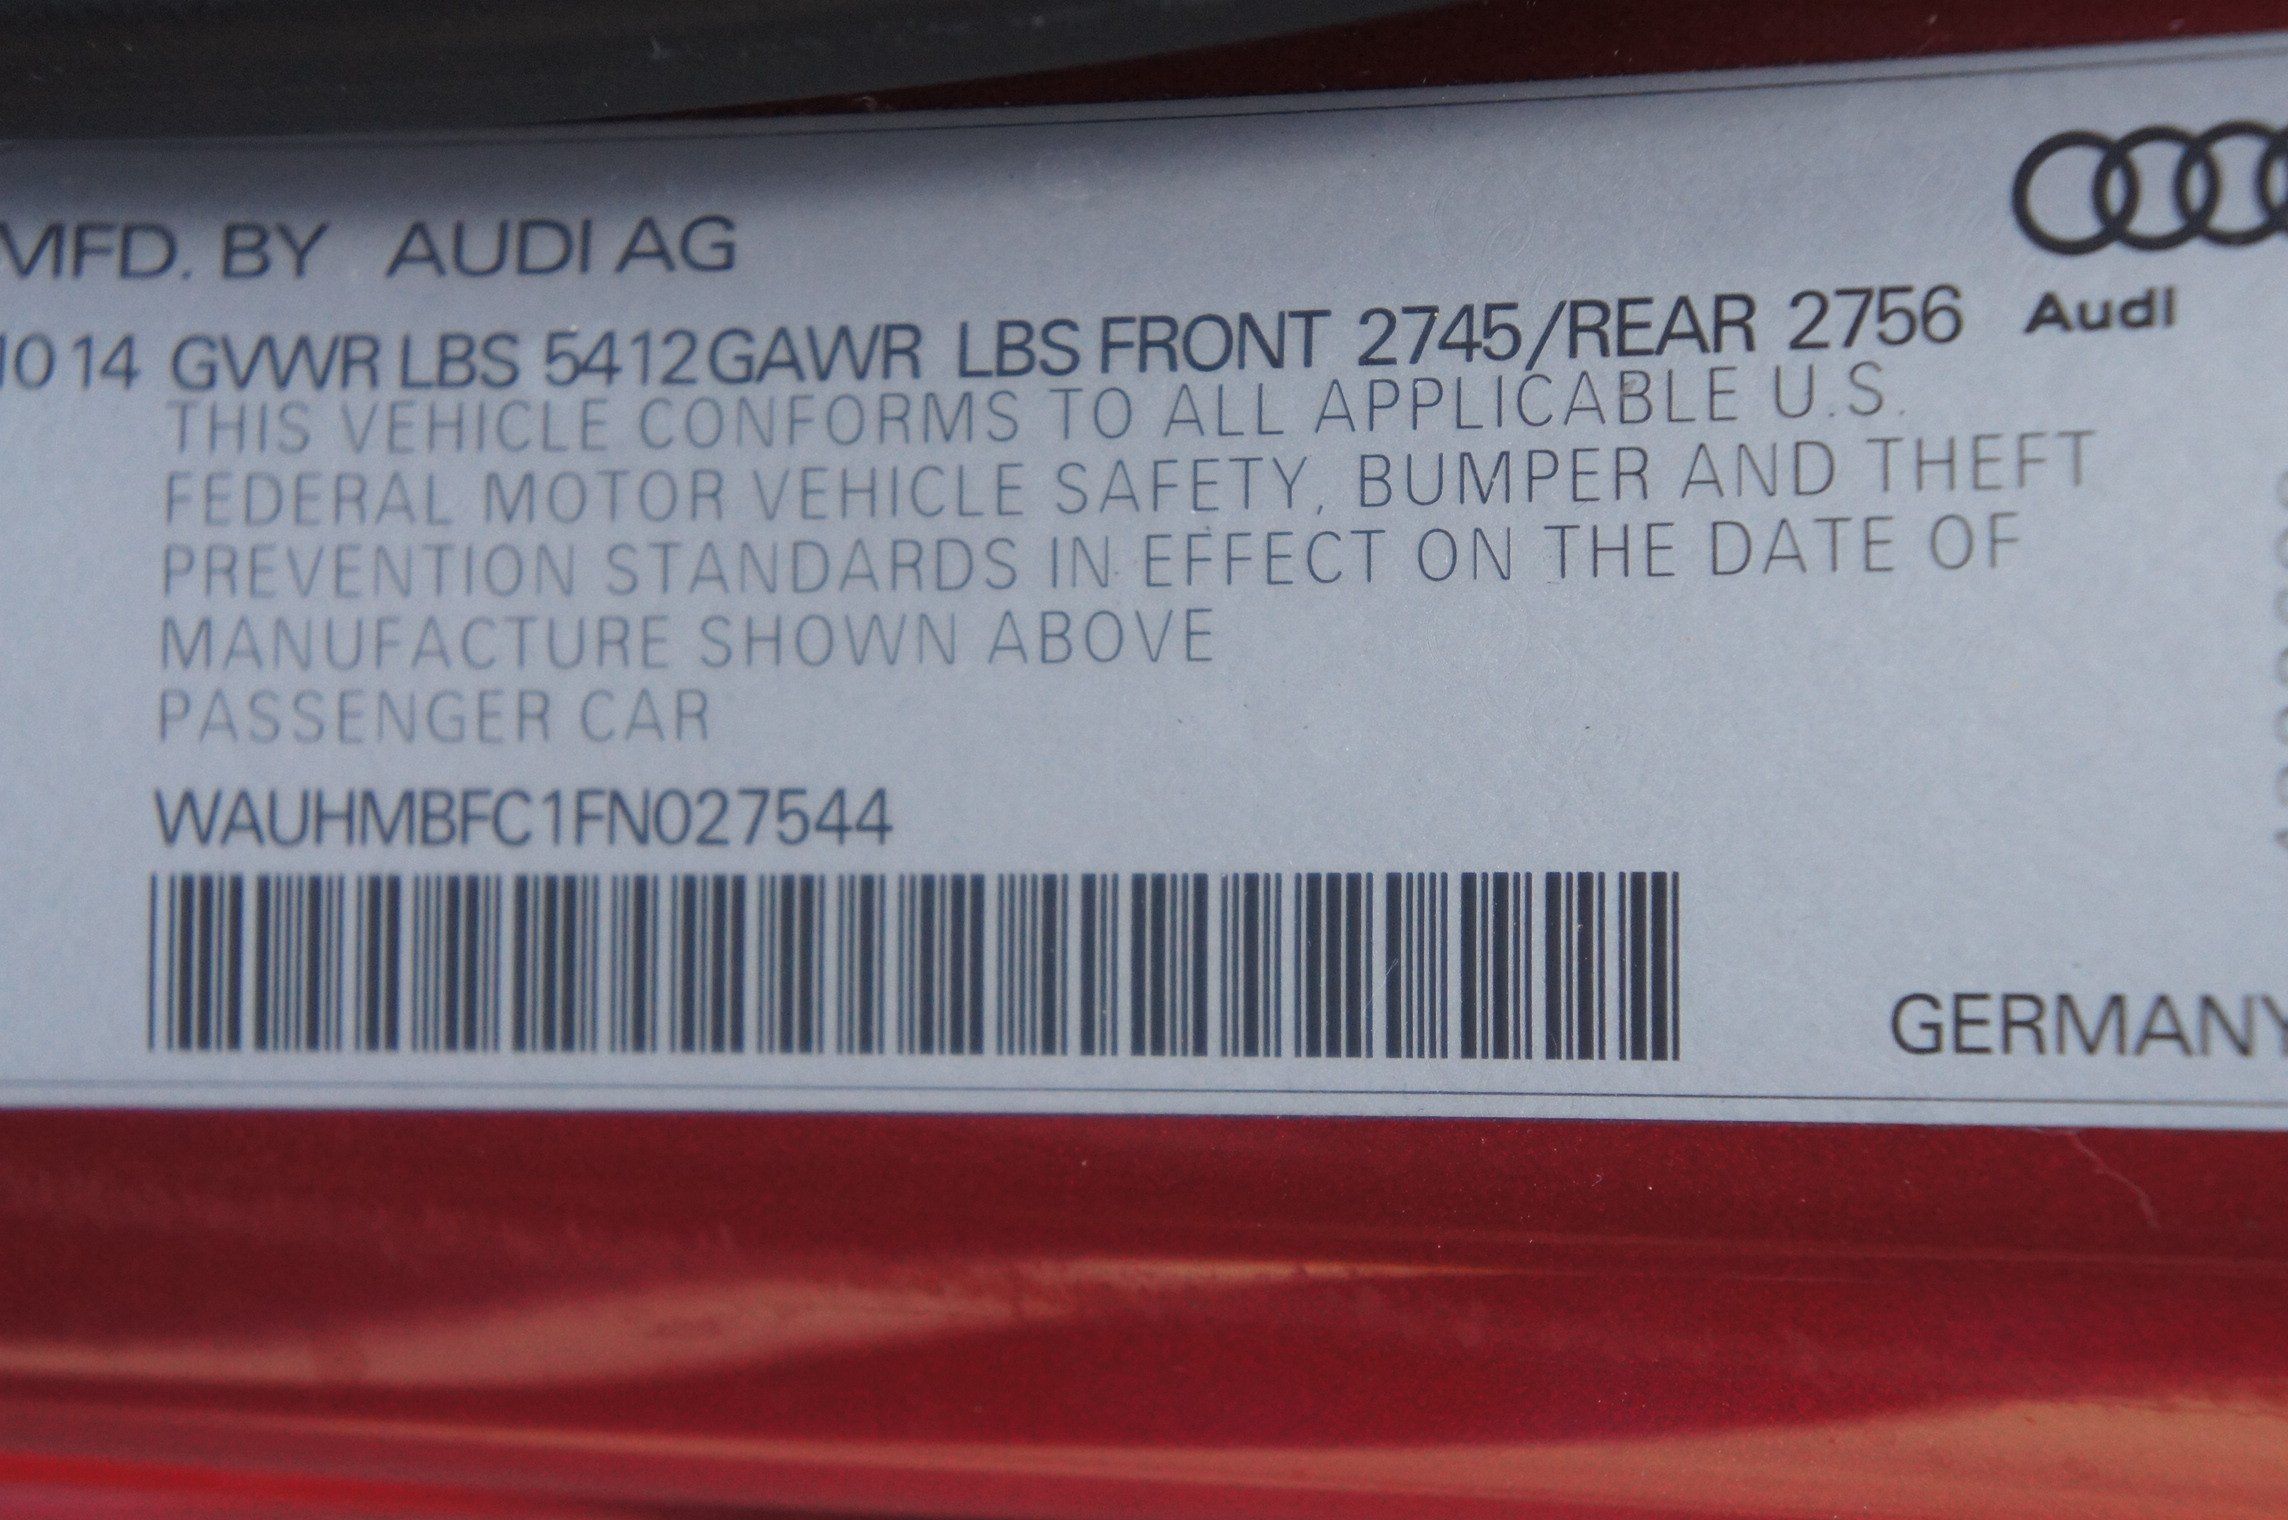 MFD. BY AUDI AG
1014 GVWR LBS 5412 GAWR LBS FRONT 2745/REAR 2756
Audi
THIS VEHICLE CONFORMS TO ALL APPLICABLE U.S.
FEDERAL MOTOR VEHICLE SAFETY, BUMPER AND THEFT
PREVENTION STANDARDS IN EFFECT ON THE DATE OF
MANUFACTURE SHOWN ABOVE
PASSENGER CAR
WAUHMBFC1FN027544
GERMANY